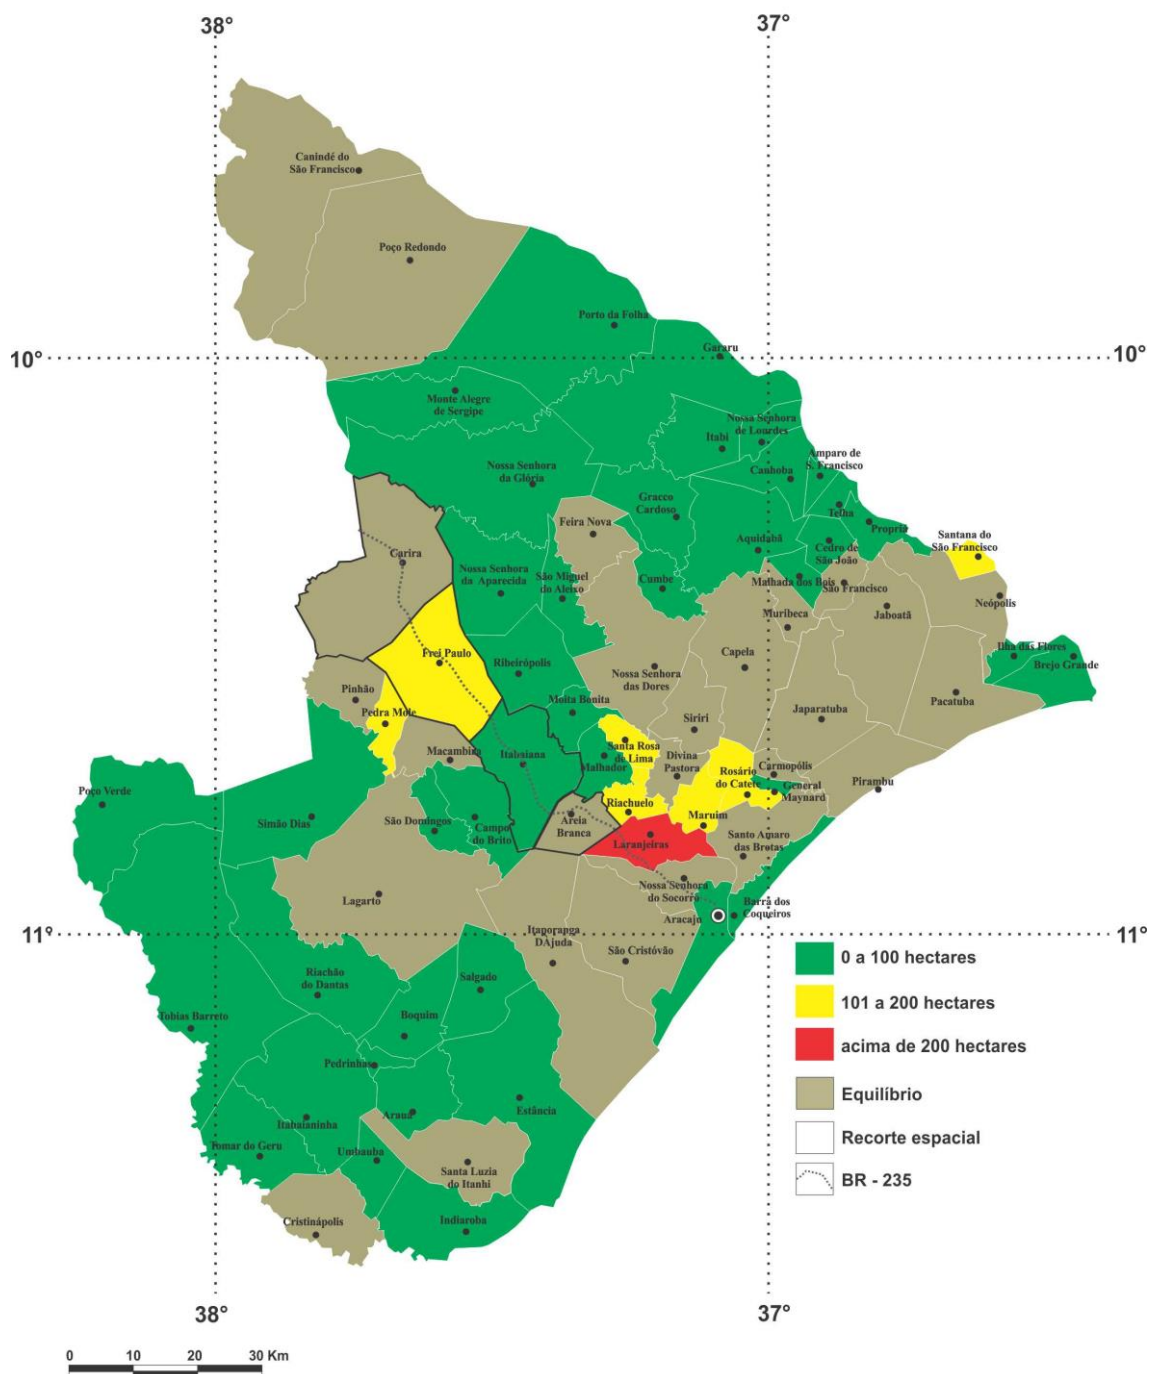 38°
37°
Canindé do
São Francisco
Poço Redondo
Porto da Folha
10°
10°
Gararu
Monte Alegre
de Sergipe
Nossa Senhora
de Lourdes
Itabi
Amparo de
S. Francisco
Canhoba
Nossa Senhora
da Glória
Gracco
Cardoso
Telha
Propriá
Feira Nova
Aquidabã
Cedro de
São João
Santana do
São Francisco
Carira
Nossa Senhora
da Aparecida
São Miguel
do Aleixo
Cumbe
Malhada dos Bois
São Francisco
Neópolis
Jaboatã
Muribeca
Frei Paulo
Ribeirópolis
Nossa Senhora
das Dores
Capela
Ilha das Flores
Brejo Grande
Pinhão
Pedra Mole
Moita Bonita
Siriri
Japaratuba
Pacatuba
Macambira
Itabaiana
Santa Rosa
de Lima
Malhador
Divina
Pastora
Rosário
do Catete
Carmopólis
General
Maynard
Pirambu
Poço Verde
Simão Dias
São Domingos
Campo
do Brito
Areia
Branca
Riachuelo
Maruim
Laranjeiras
Santo Amaro
das Brotas
Lagarto
Nossa Senhora
do Socorro
Aracaju
Barra dos
Coqueiros
11°
11°
Itaporanga
DAjuda
São Cristóvão
Riachão
do Dantas
Salgado
Tobias Barreto
Boquim
Pedrinhas
Itabaianinha
Arauá
Estância
Tomar do Geru
Umbauba
Santa Luzia
do Itanhi
Cristinápolis
Indiaroba
0 a 100 hectares
101 a 200 hectares
acima de 200 hectares
Equilíbrio
Recorte espacial
BR - 235
38°
37°
0 10 20 30 Km